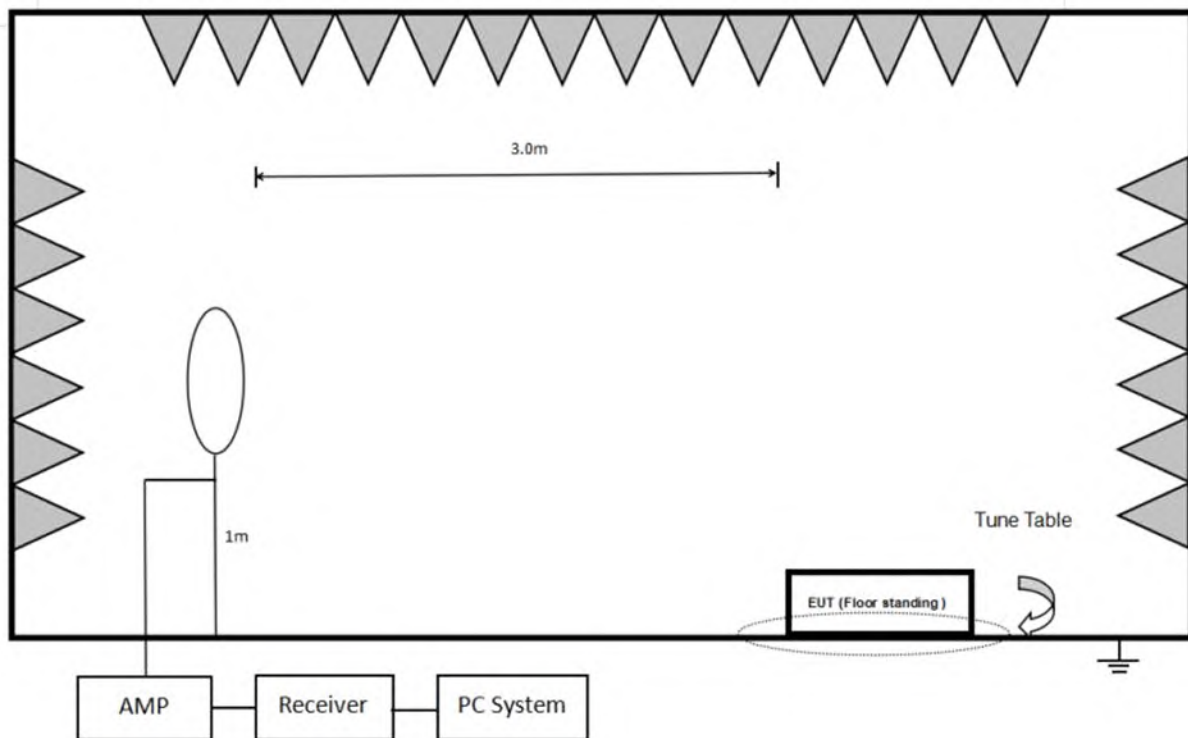 3.0m
1m
Tune Table
EUT (Floor standing )
AMP
Receiver
PC System